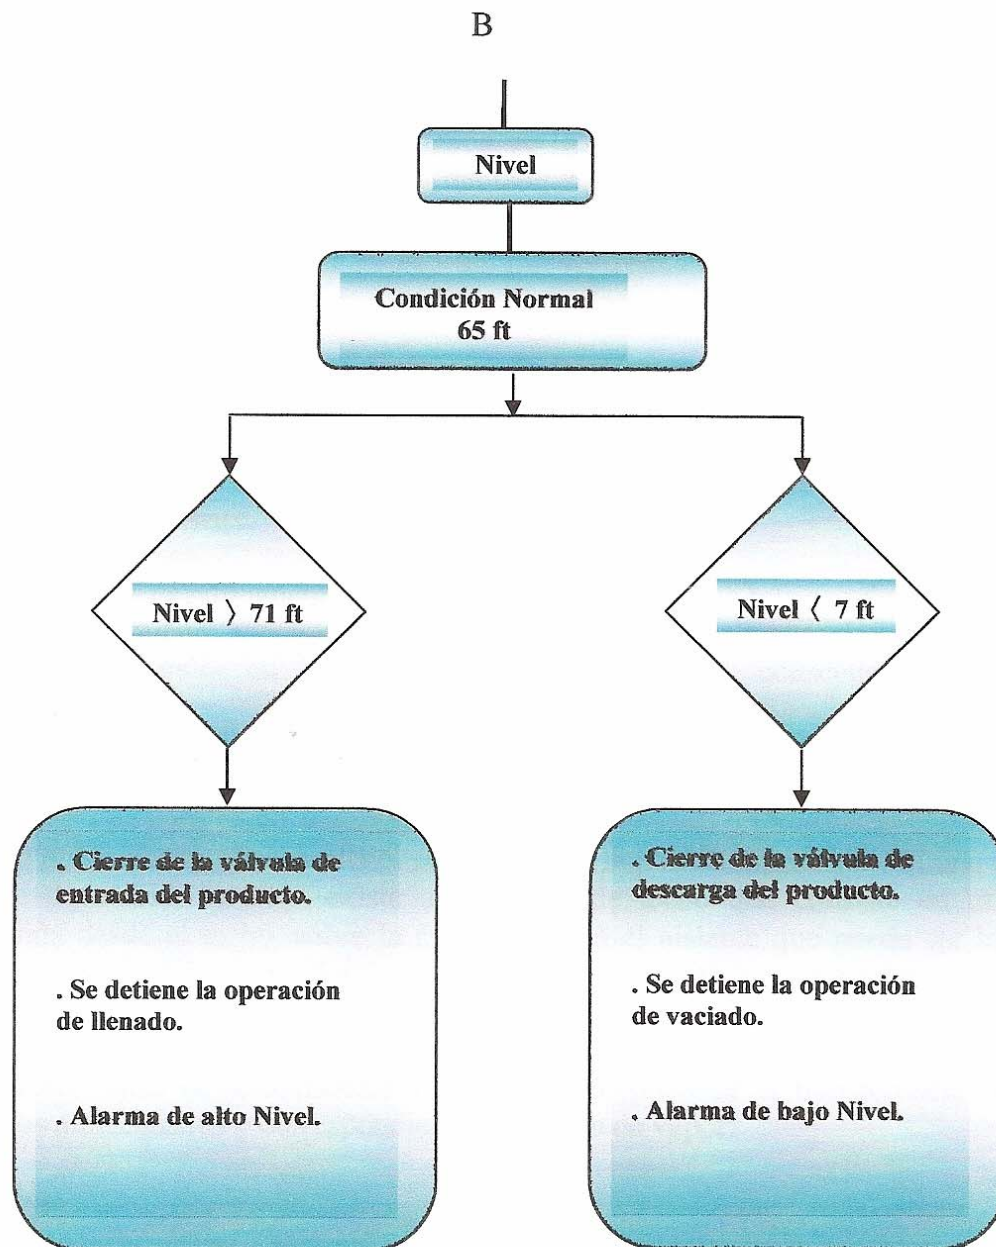 B
Nivel
Condición Normal
65 ft
Nivel 〉 71 ft
Nivel 〈 7 ft
. Cierre de la válvula de
entrada del producto.
. Se detiene la operación
de llenado.
. Alarma de alto Nivel.
. Cierre de la válvula de
descarga del producto.
. Se detiene la operación
de vaciado.
. Alarma de bajo Nivel.